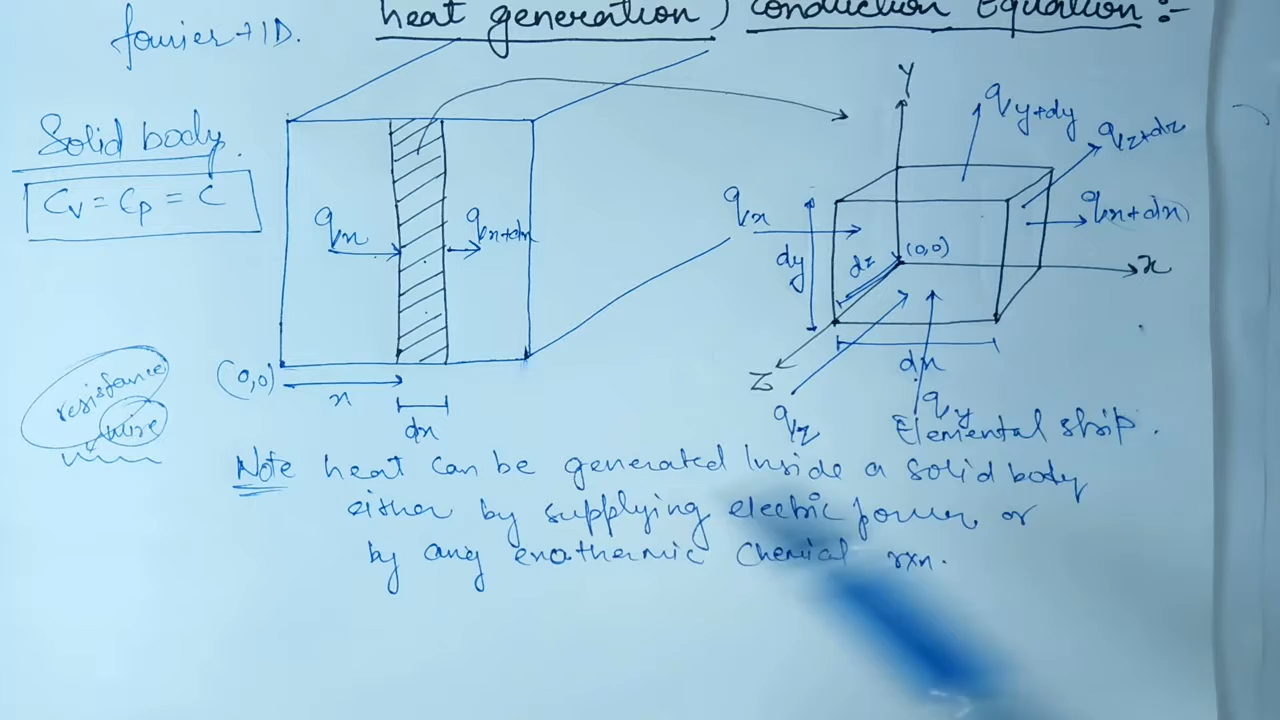 heat generation) conduction Equation :-
fourier → 1D.
Solid body.
Cv = Cp = C
qx
qx+dx
(0,0)
x
dx
resistance
wire
Y
qy+dy
qz+dz
qx
qx+dx
dy
dz
(0,0)
x
Z
dx
qz
qy
Elemental strip.
Note heat can be generated Inside a solid body
either by supplying electric power or
by any exothermic Chemial rxn.